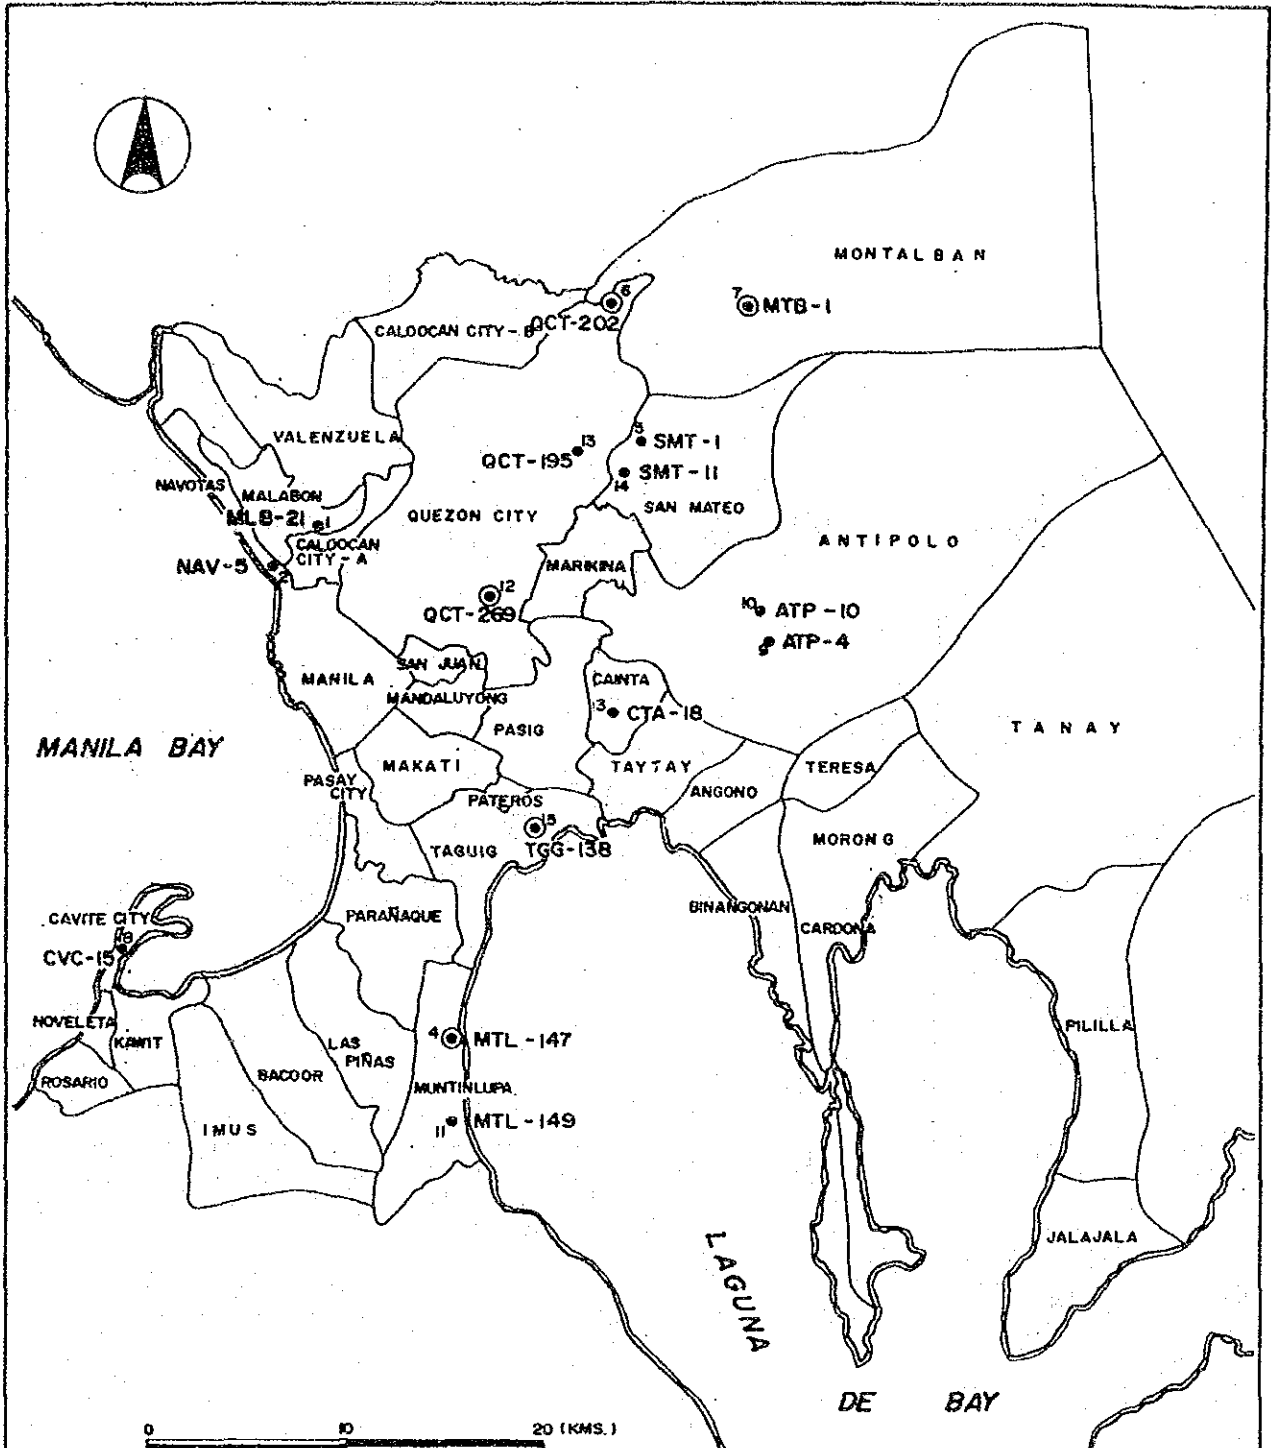 MONTALBAN
6
7
MTB-1
QCT-202
CALOOCAN CITY-B
VALENZUELA
5
SMT-1
13
QCT-195
SMT-11
14
NAVOTAS
MALABON
SAN MATEO
MLB-21
1
QUEZON CITY
CALOOCAN
CITY-A
ANTIPOLO
NAV-5
2
MARIKINA
12
QCT-269
10
ATP-10
ATP-4
9
SAN JUAN
MANILA
CAINTA
MANDALUYONG
3
CTA-18
PASIG
TANAY
MANILA BAY
MAKATI
TAYTAY
TERESA
PASAY
CITY
ANGONO
PATEROS
15
TAGUIG
TGG-138
MORONG
BINANGONAN
PARAÑAQUE
CAVITE CITY
CARDONA
CVC-15
NOVELETA
KAWIT
4
MTL-147
PILILLA
LAS
PIÑAS
ROSARIO
BACOOR
MUNTINLUPA
IMUS
11
MTL-149
JALAJALA
LAGUNA
DE BAY
0 10 20 (KMS.)